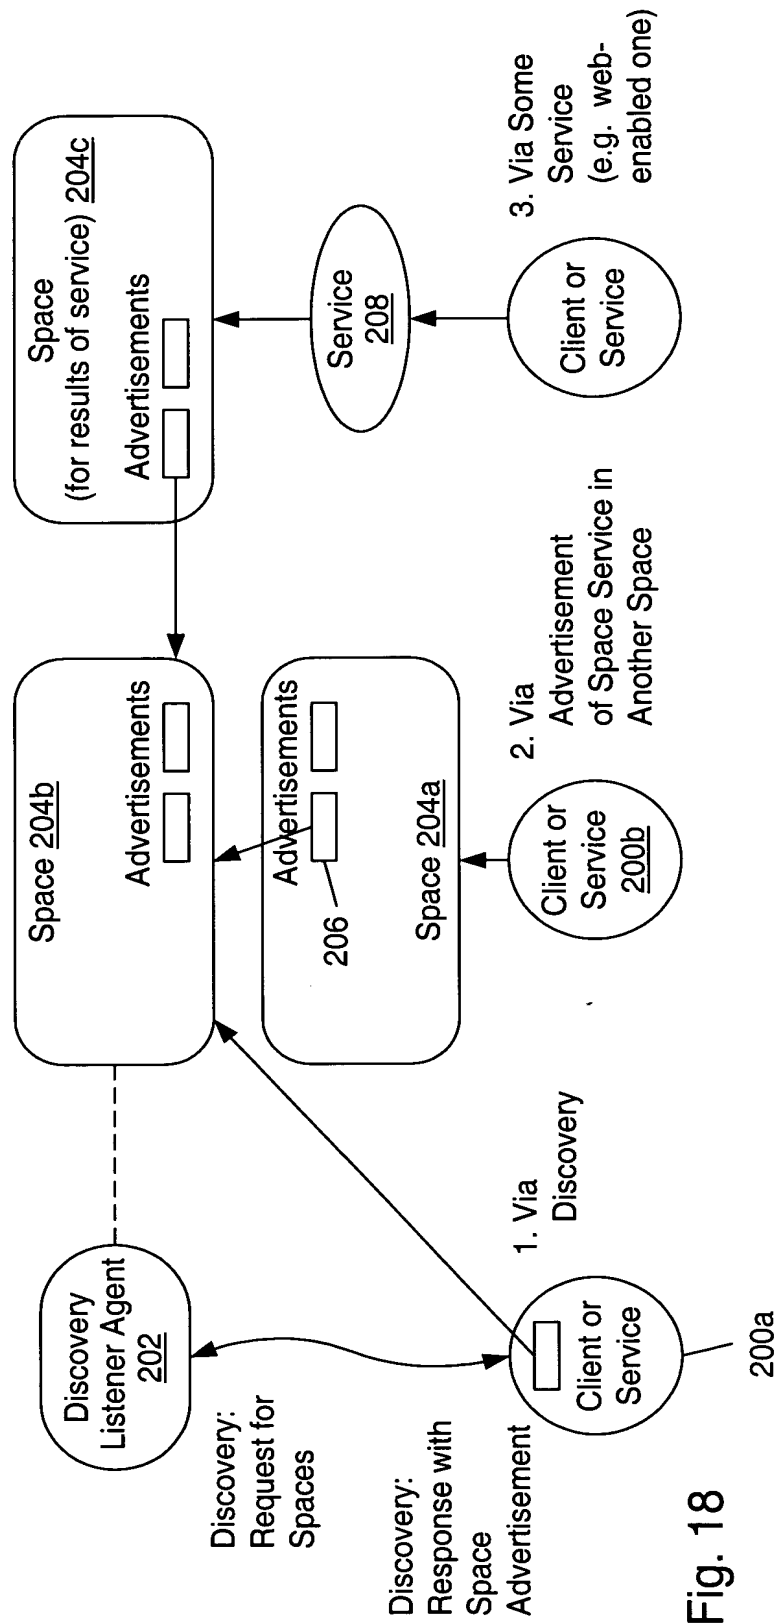 Discovery
Listener Agent
202
Discovery:
Request for
Spaces
Discovery:
Response with
Space
Advertisement
Client or
Service
200a
1. Via
Discovery
Space 204b
Advertisements
Advertisements
206
Space 204a
Client or
Service
200b
2. Via
Advertisement
of Space Service in
Another Space
Space
(for results of service) 204c
Advertisements
Service
208
Client or
Service
3. Via Some
Service
(e.g. web-
enabled one)
Fig. 18